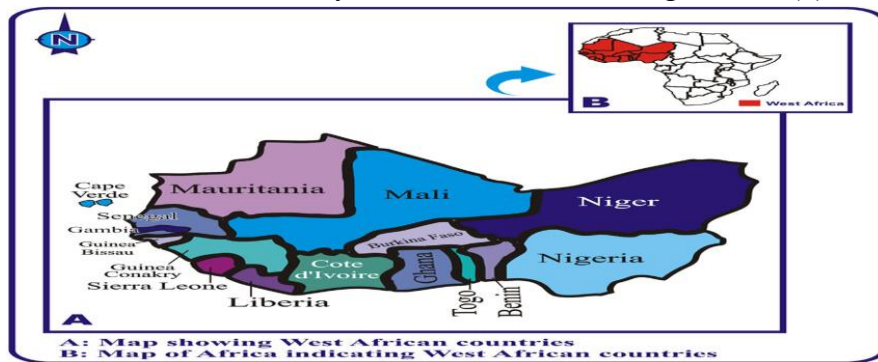 N
B
West Africa
Mauritania
Mali
Niger
Cape
Verde
Senegal
Gambia
Guinea
Bissau
Guinea
Conakry
Sierra Leone
Liberia
Cote
d'Ivoire
Burkina Faso
Ghana
Togo
Benin
Nigeria
A
A: Map showing West African countries
B: Map of Africa indicating West African countries